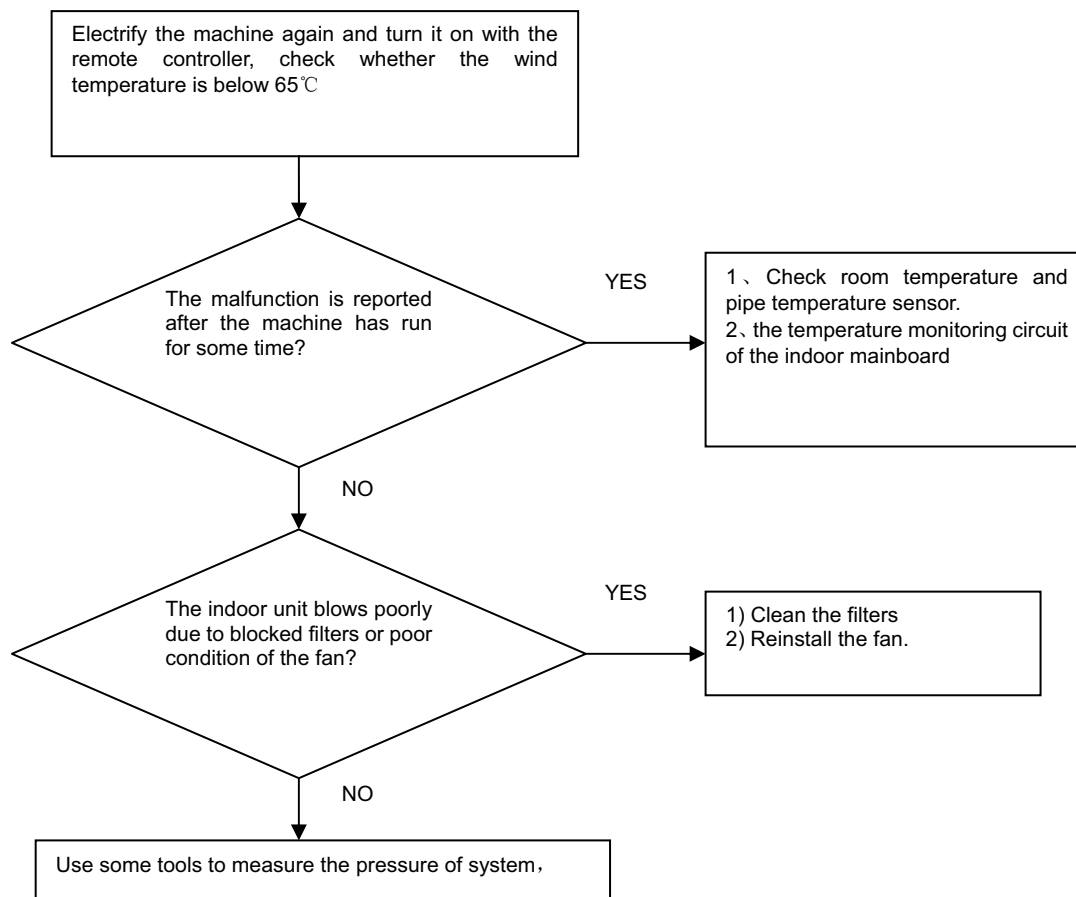 Electrify the machine again and turn it on with the
remote controller, check whether the wind
temperature is below 65℃
The malfunction is reported
after the machine has run
for some time?
YES
1、Check room temperature and
pipe temperature sensor.
2、the temperature monitoring circuit
of the indoor mainboard
NO
The indoor unit blows poorly
due to blocked filters or poor
condition of the fan?
YES
1) Clean the filters
2) Reinstall the fan.
NO
Use some tools to measure the pressure of system，